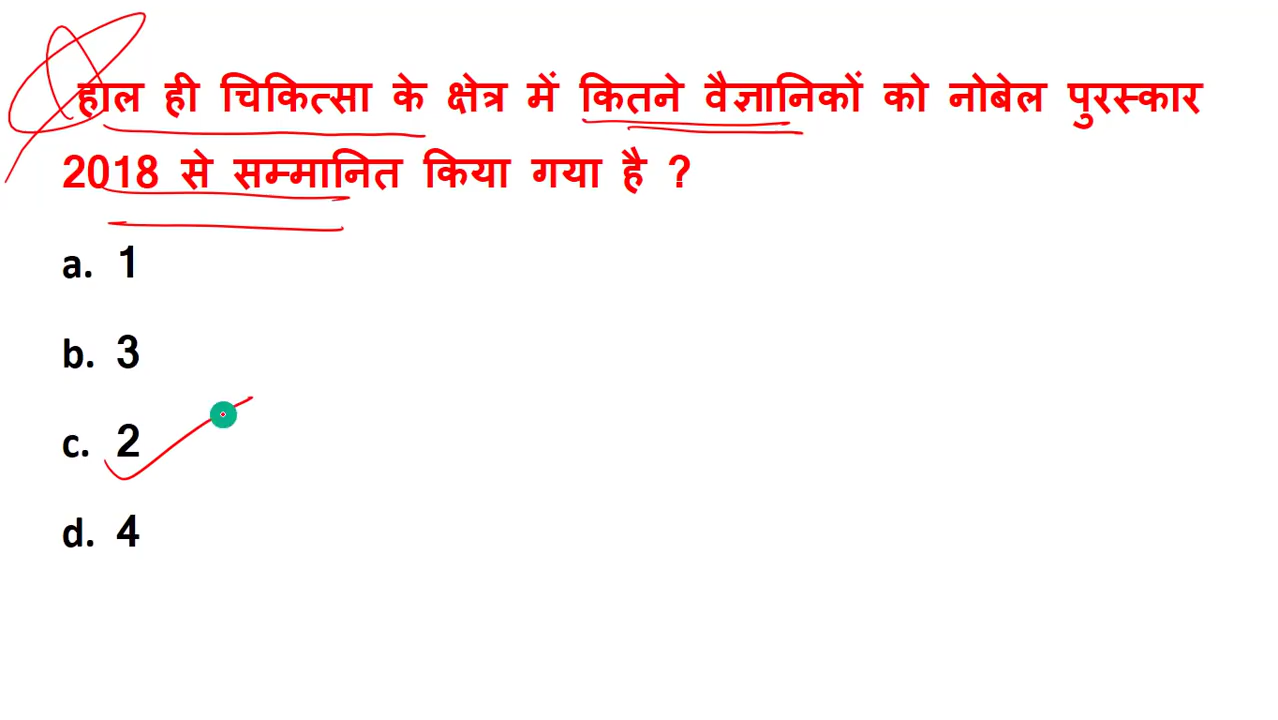 हाल ही चिकित्सा के क्षेत्र में कितने वैज्ञानिकों को नोबेल पुरस्कार
2018 से सम्मानित किया गया है ?
a. 1
b. 3
c. 2
d. 4